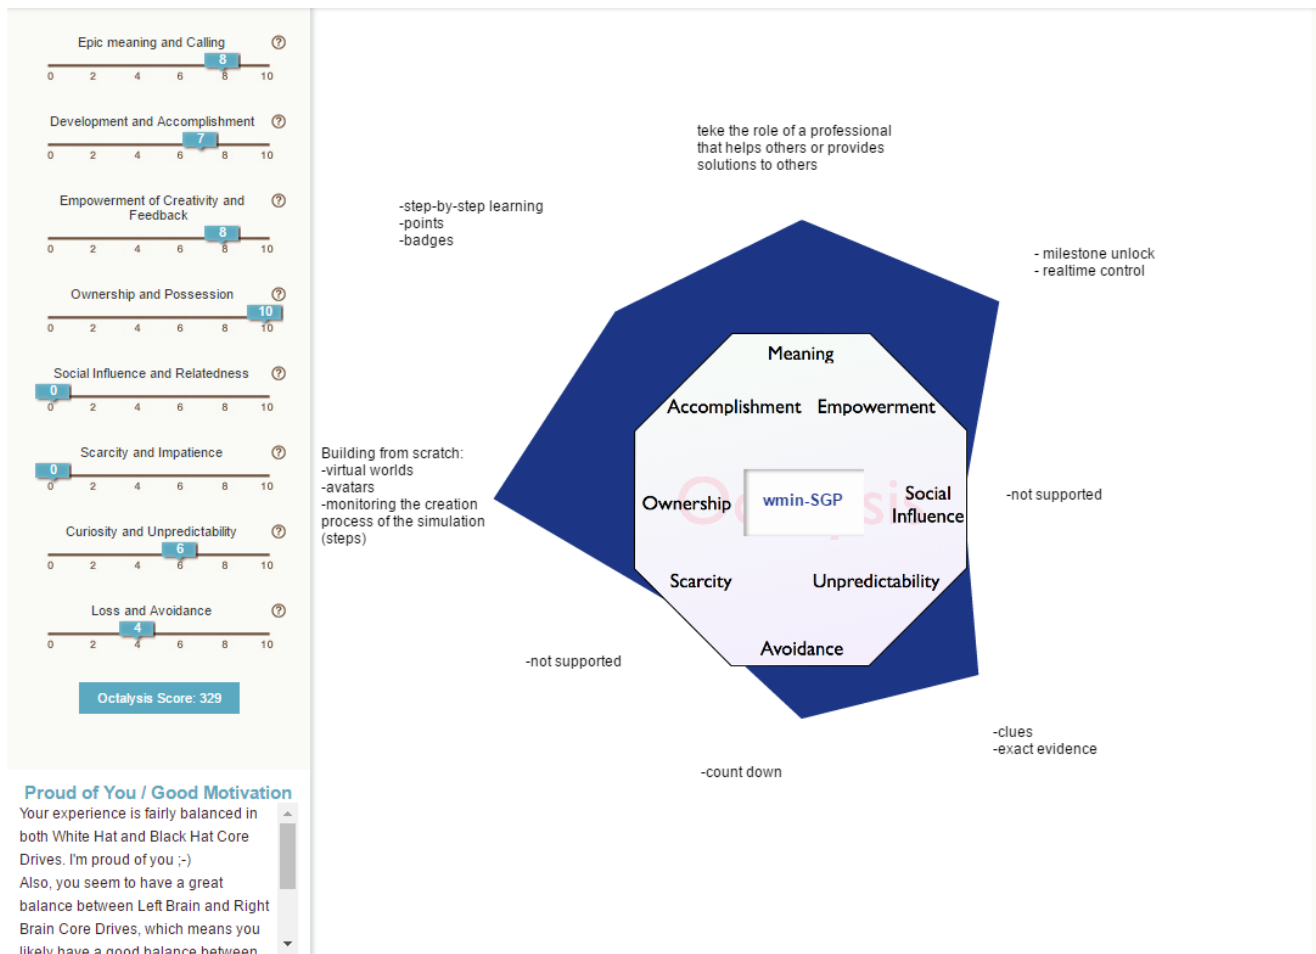 Epic meaning and Calling
8
0 2 4 6 8 10
Development and Accomplishment
7
0 2 4 6 8 10
Empowerment of Creativity and
Feedback
8
0 2 4 6 8 10
Ownership and Possession
10
0 2 4 6 8 10
Social Influence and Relatedness
0
0 2 4 6 8 10
Scarcity and Impatience
0
0 2 4 6 8 10
Curiosity and Unpredictability
6
0 2 4 6 8 10
Loss and Avoidance
4
0 2 4 6 8 10
Octalysis Score: 329
Proud of You / Good Motivation
Your experience is fairly balanced in
both White Hat and Black Hat Core
Drives. I'm proud of you ;-)
Also, you seem to have a great
balance between Left Brain and Right
Brain Core Drives, which means you
likely have a good balance between
teke the role of a professional
that helps others or provides
solutions to others
-step-by-step learning
-points
-badges
- milestone unlock
- realtime control
Meaning
Accomplishment
Empowerment
Building from scratch:
-virtual worlds
-avatars
-monitoring the creation
process of the simulation
(steps)
Ownership
wmin-SGP
Social
Influence
-not supported
Scarcity
Unpredictability
Avoidance
-not supported
-clues
-exact evidence
-count down